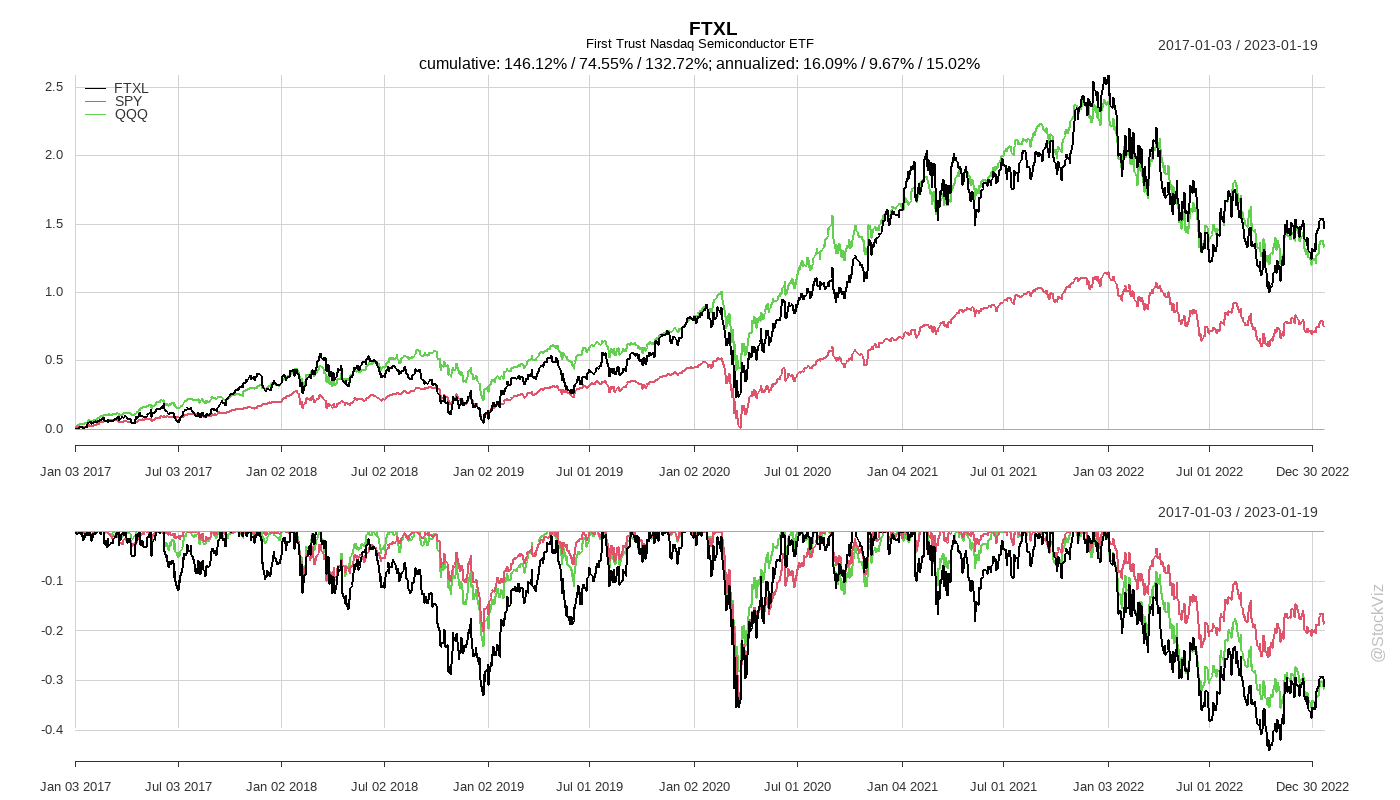 FTXL
First Trust Nasdaq Semiconductor ETF
2017-01-03 / 2023-01-19
cumulative: 146.12% / 74.55% / 132.72%; annualized: 16.09% / 9.67% / 15.02%
FTXL
SPY
QQQ
2.5
2.0
1.5
1.0
0.5
0.0
Jan 03 2017 Jul 03 2017 Jan 02 2018 Jul 02 2018 Jan 02 2019 Jul 01 2019 Jan 02 2020 Jul 01 2020 Jan 04 2021 Jul 01 2021 Jan 03 2022 Jul 01 2022 Dec 30 2022
2017-01-03 / 2023-01-19
-0.1
-0.2
-0.3
-0.4
Jan 03 2017 Jul 03 2017 Jan 02 2018 Jul 02 2018 Jan 02 2019 Jul 01 2019 Jan 02 2020 Jul 01 2020 Jan 04 2021 Jul 01 2021 Jan 03 2022 Jul 01 2022 Dec 30 2022
@StockViz